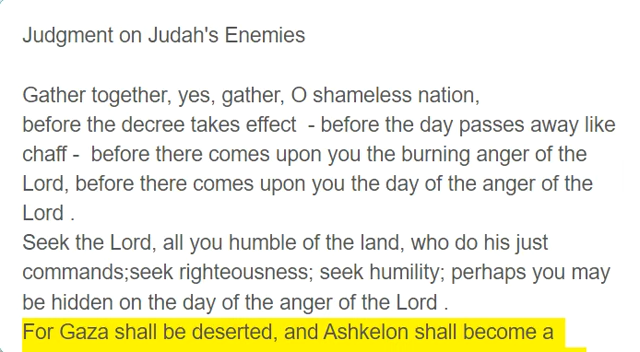 Judgment on Judah's Enemies
Gather together, yes, gather, O shameless nation,
before the decree takes effect  - before the day passes away like
chaff -  before there comes upon you the burning anger of the
Lord, before there comes upon you the day of the anger of the
Lord .
Seek the Lord, all you humble of the land, who do his just
commands;seek righteousness; seek humility; perhaps you may
be hidden on the day of the anger of the Lord .
For Gaza shall be deserted, and Ashkelon shall become a